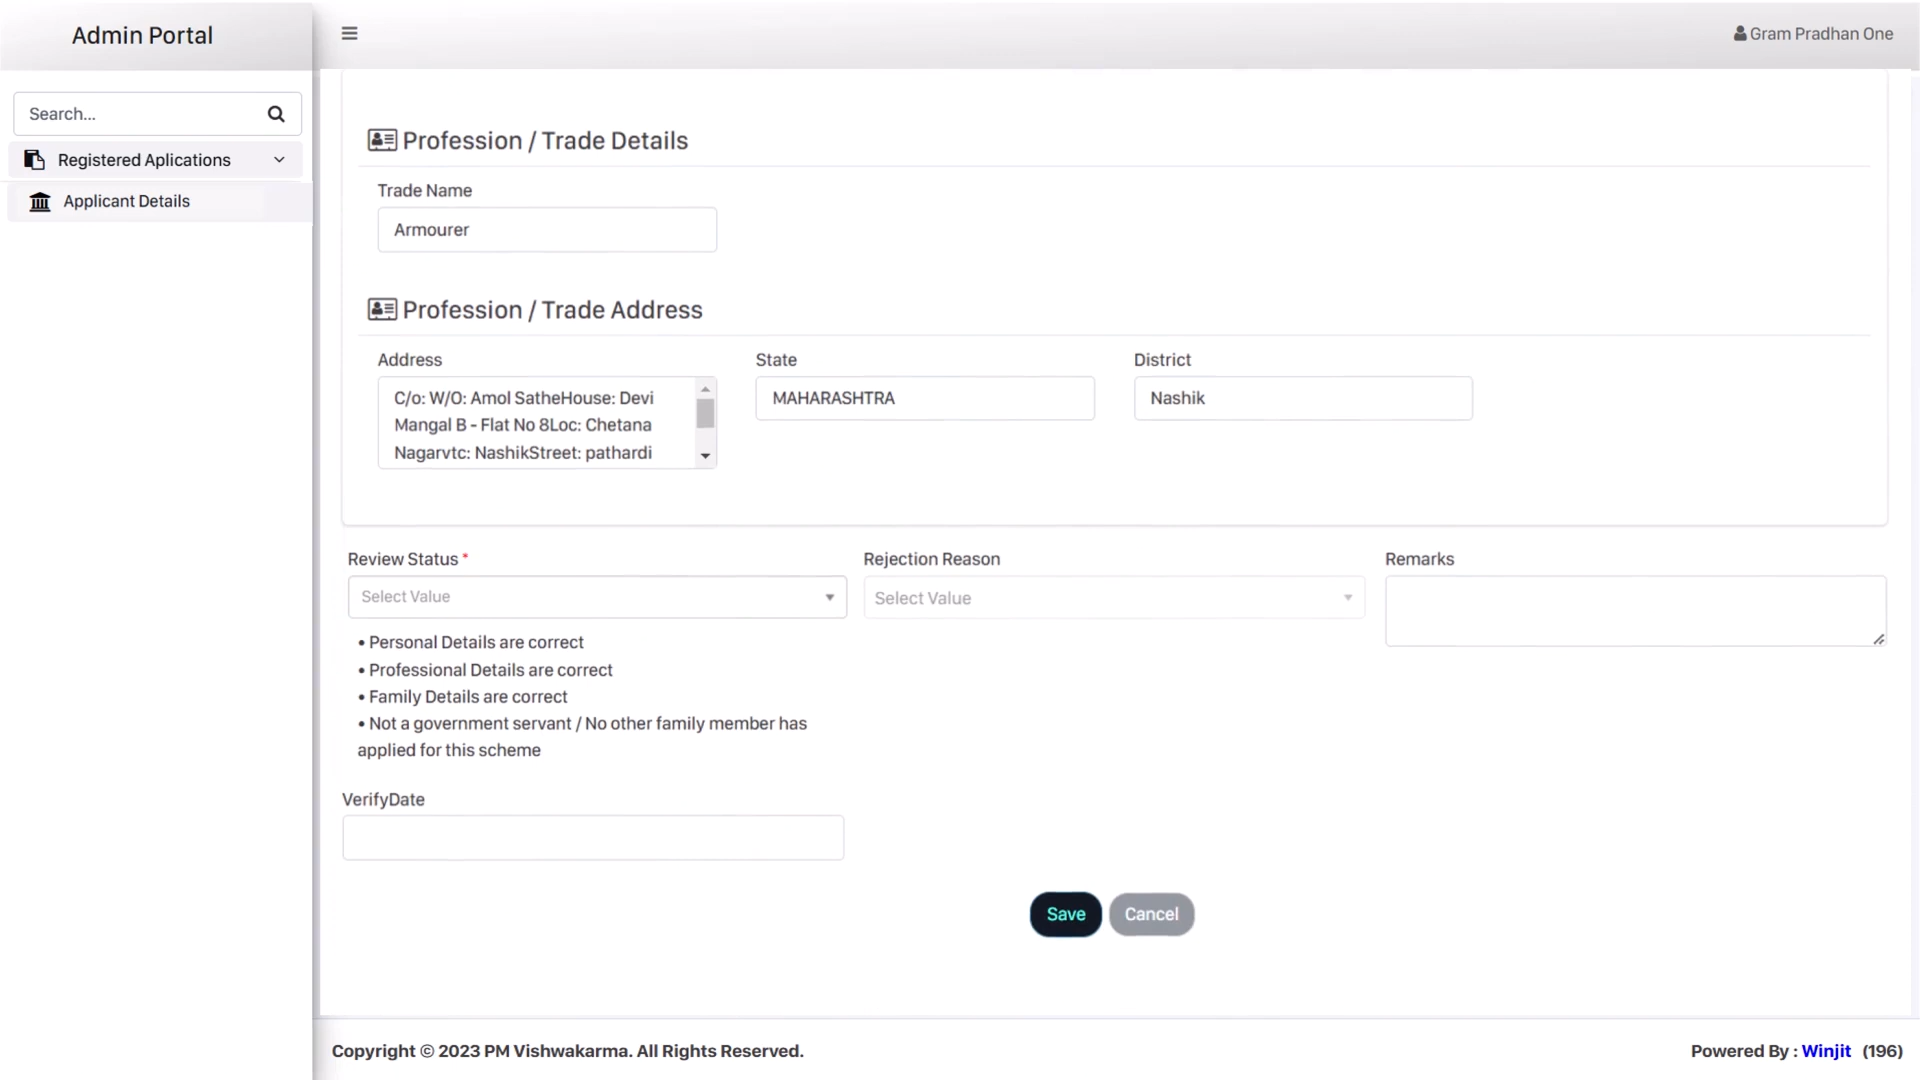 Admin Portal
Gram Pradhan One
Search...
Registered Aplications
Applicant Details
Profession / Trade Details
Trade Name
Armourer
Profession / Trade Address
Address
State
District
C/o: W/O: Amol SatheHouse: Devi
Mangal B - Flat No 8Loc: Chetana
Nagarvtc: NashikStreet: pathardi
MAHARASHTRA
Nashik
Review Status *
Rejection Reason
Remarks
Select Value
Select Value
• Personal Details are correct
• Professional Details are correct
• Family Details are correct
• Not a government servant / No other family member has
applied for this scheme
VerifyDate
Save
Cancel
Copyright © 2023 PM Vishwakarma. All Rights Reserved.
Powered By : Winjit (196)